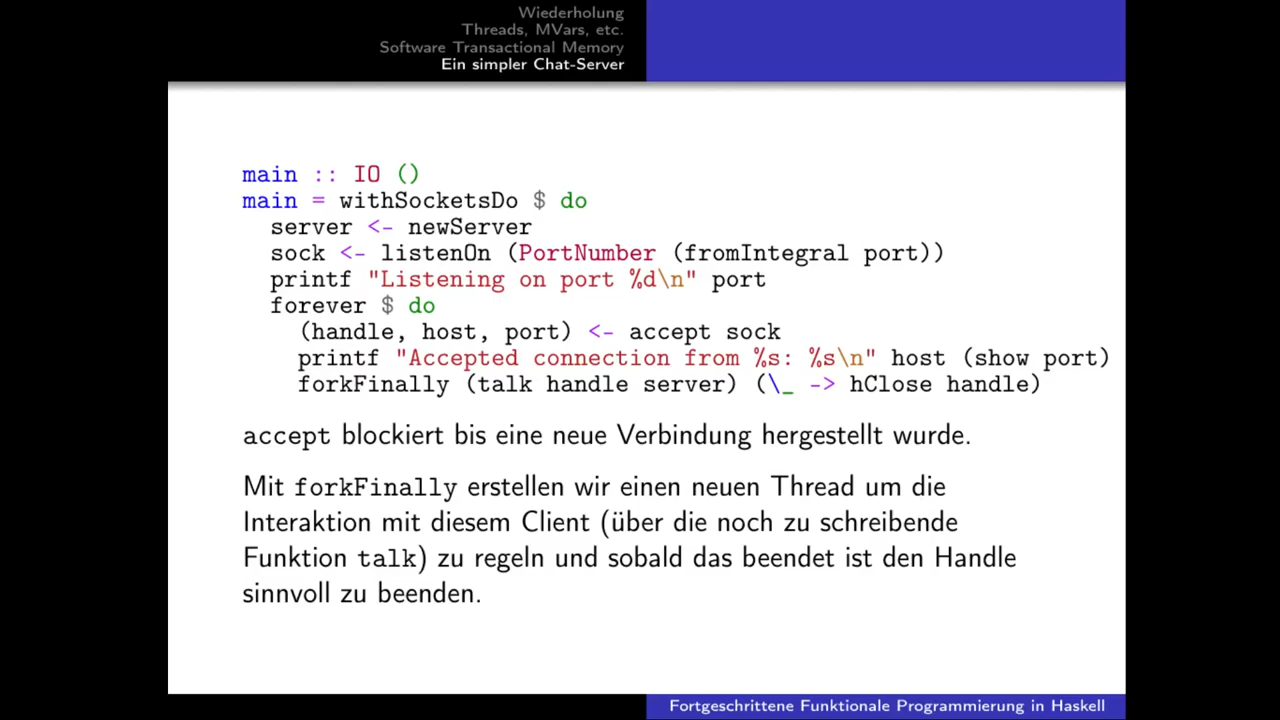 Wiederholung
Threads, MVars, etc.
Software Transactional Memory
Ein simpler Chat-Server
main :: IO ()
main = withSocketsDo $ do
  server <- newServer
  sock <- listenOn (PortNumber (fromIntegral port))
  printf "Listening on port %d\n" port
  forever $ do
    (handle, host, port) <- accept sock
    printf "Accepted connection from %s: %s\n" host (show port)
    forkFinally (talk handle server) (\_ -> hClose handle)
accept blockiert bis eine neue Verbindung hergestellt wurde.
Mit forkFinally erstellen wir einen neuen Thread um die
Interaktion mit diesem Client (über die noch zu schreibende
Funktion talk) zu regeln und sobald das beendet ist den Handle
sinnvoll zu beenden.
Fortgeschrittene Funktionale Programmierung in Haskell